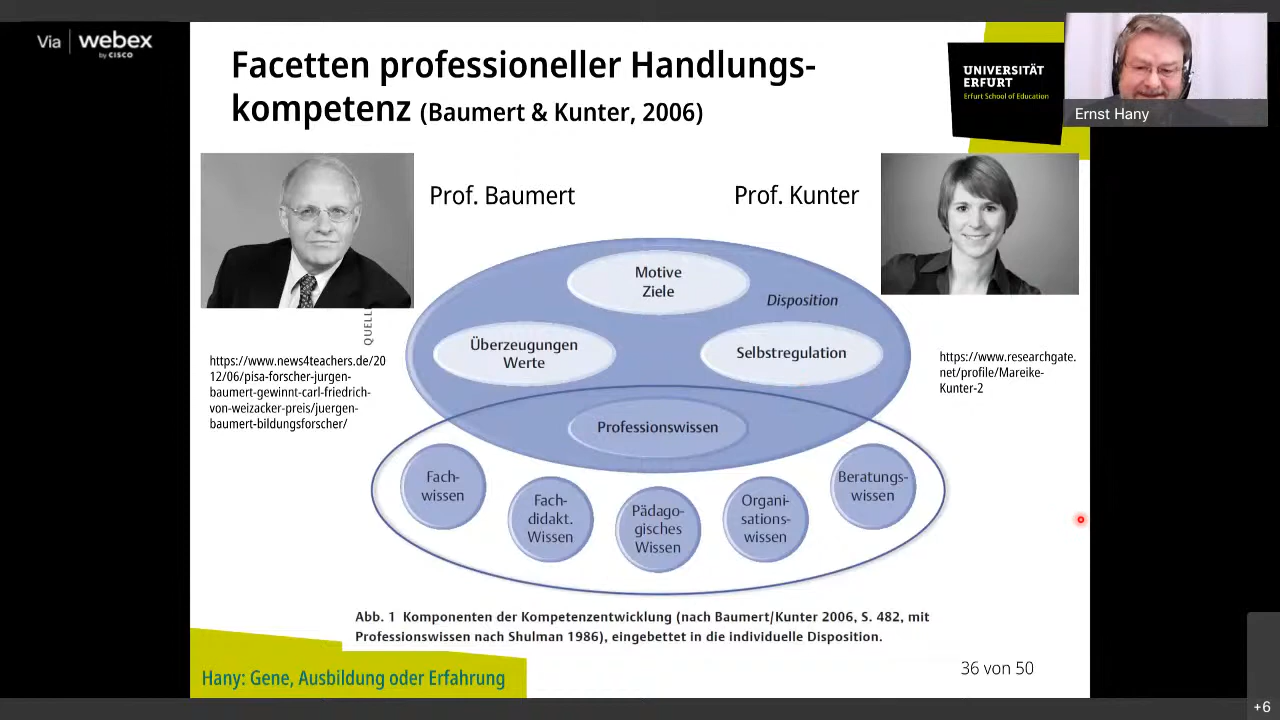 Via webex
by CISCO
Facetten professioneller Handlungs-
kompetenz (Baumert & Kunter, 2006)
UNIVERSITÄT
ERFURT
Erfurt School of Education
Ernst Hany
Prof. Baumert
Prof. Kunter
Motive
Ziele
Disposition
Überzeugungen
Werte
Selbstregulation
QUELL
https://www.news4teachers.de/20
12/06/pisa-forscher-jurgen-
baumert-gewinnt-carl-friedrich-
von-weizacker-preis/juergen-
baumert-bildungsforscher/
https://www.researchgate.
net/profile/Mareike-
Kunter-2
Professionswissen
Fach-
wissen
Fach-
didakt.
Wissen
Pädago-
gisches
Wissen
Organi-
sations-
wissen
Beratungs-
wissen
Abb. 1 Komponenten der Kompetenzentwicklung (nach Baumert/Kunter 2006, S. 482, mit
Professionswissen nach Shulman 1986), eingebettet in die individuelle Disposition.
Hany: Gene, Ausbildung oder Erfahrung
36 von 50
+6